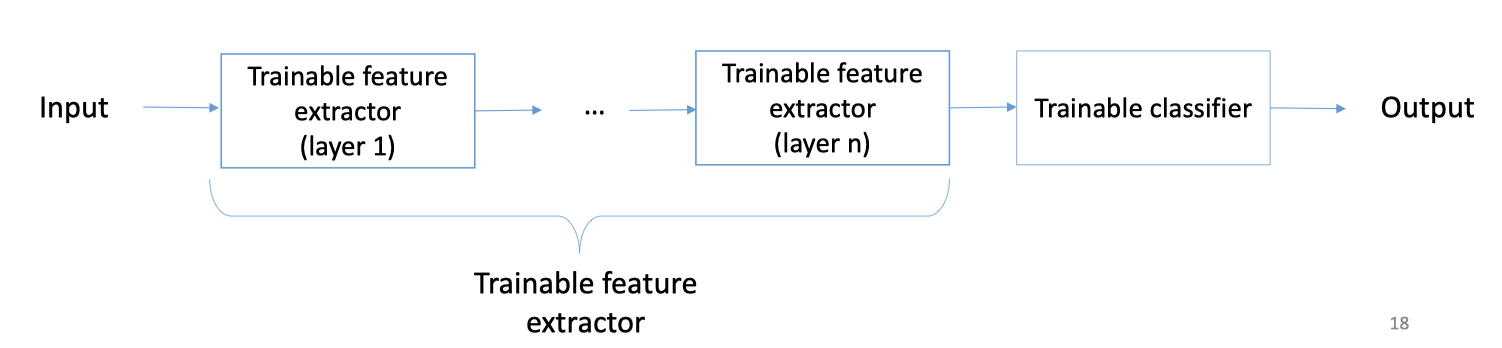 Input
Trainable feature
extractor
(layer 1)
...
Trainable feature
extractor
(layer n)
Trainable classifier
Output
Trainable feature
extractor
18